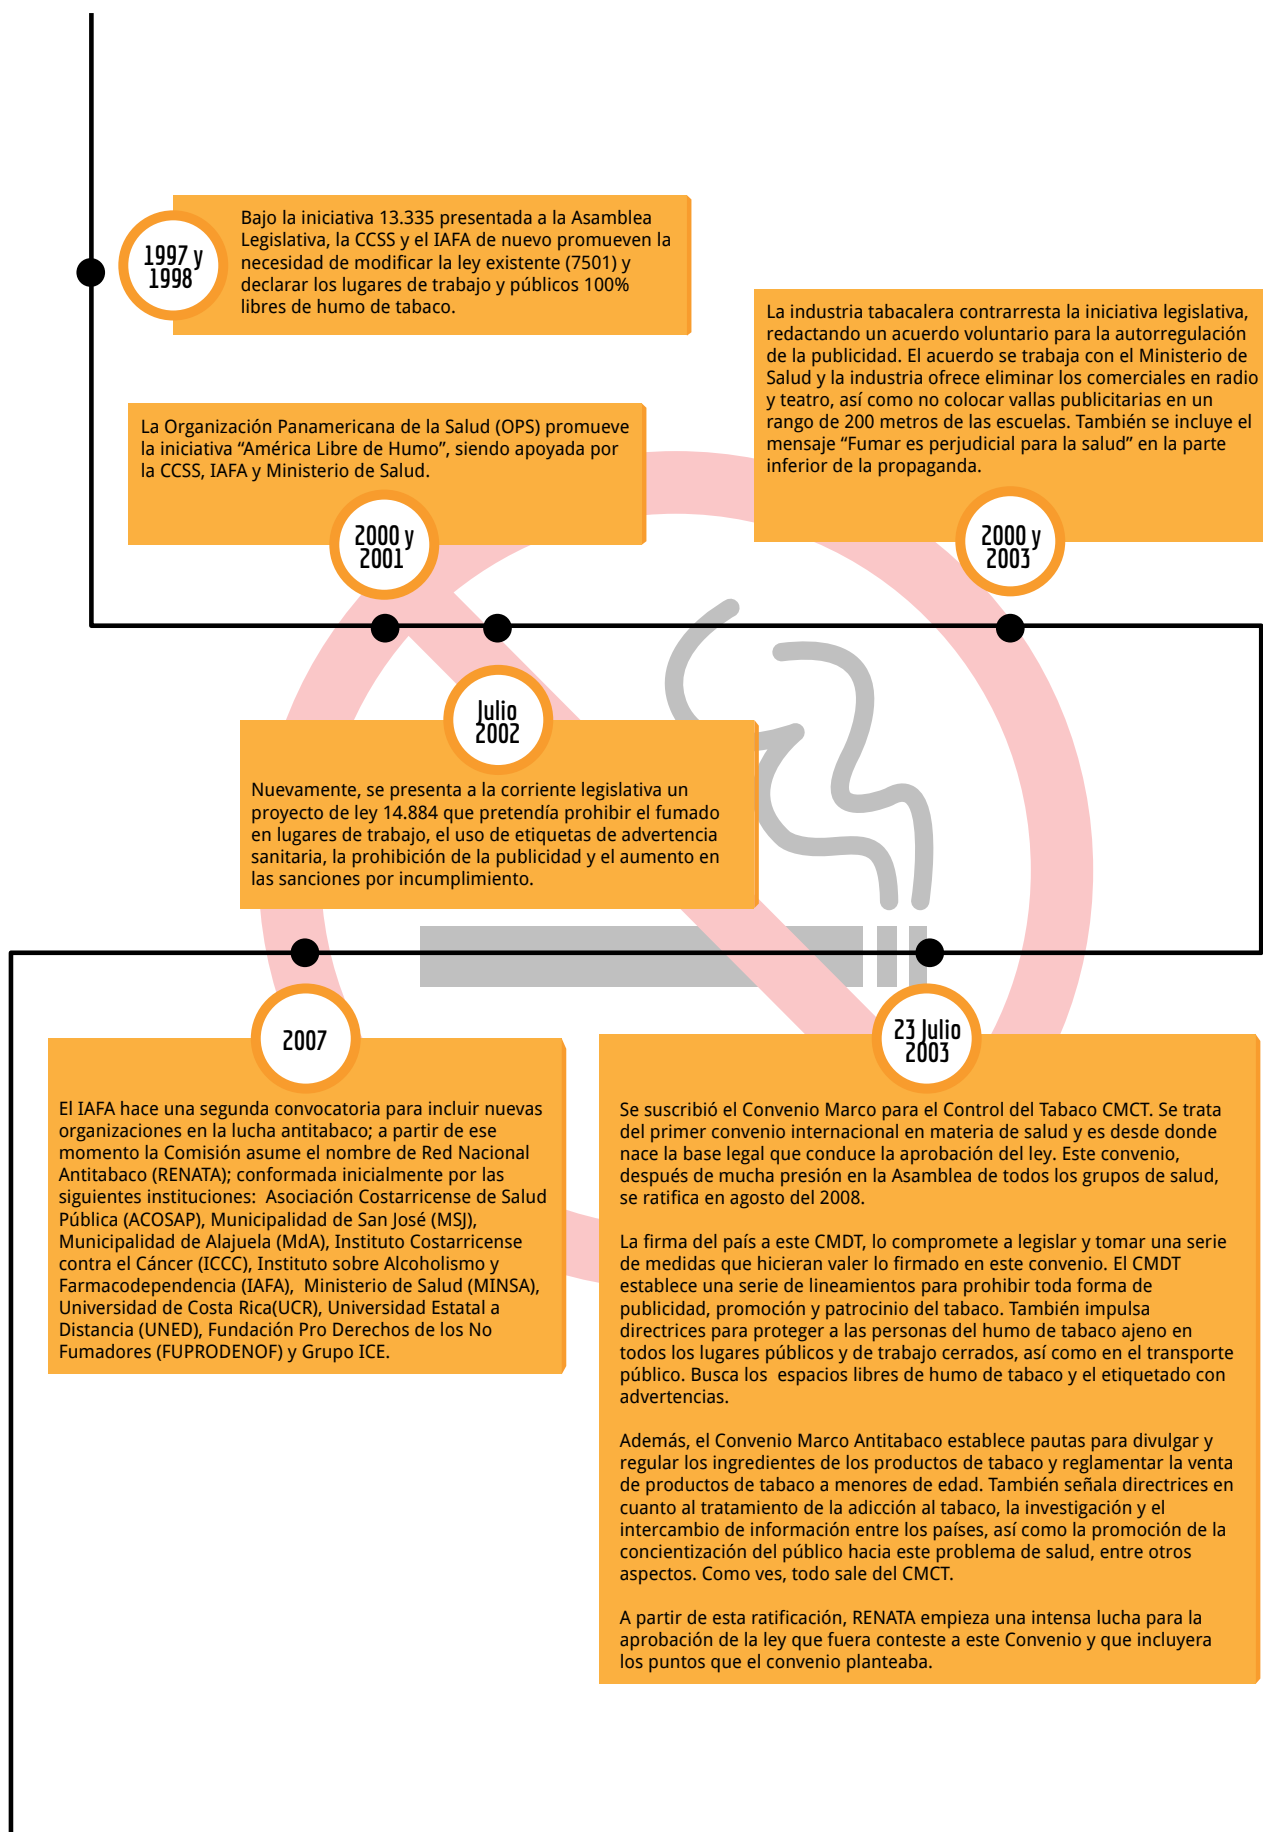 1997 y
1998
Bajo la iniciativa 13.335 presentada a la Asamblea
Legislativa, la CCSS y el IAFA de nuevo promueven la
necesidad de modificar la ley existente (7501) y
declarar los lugares de trabajo y públicos 100%
libres de humo de tabaco.
La Organización Panamericana de la Salud (OPS) promueve
la iniciativa “América Libre de Humo”, siendo apoyada por
la CCSS, IAFA y Ministerio de Salud.
2000 y
2001
La industria tabacalera contrarresta la iniciativa legislativa,
redactando un acuerdo voluntario para la autorregulación
de la publicidad. El acuerdo se trabaja con el Ministerio de
Salud y la industria ofrece eliminar los comerciales en radio
y teatro, así como no colocar vallas publicitarias en un
rango de 200 metros de las escuelas. También se incluye el
mensaje “Fumar es perjudicial para la salud” en la parte
inferior de la propaganda.
2000 y
2003
Julio
2002
Nuevamente, se presenta a la corriente legislativa un
proyecto de ley 14.884 que pretendía prohibir el fumado
en lugares de trabajo, el uso de etiquetas de advertencia
sanitaria, la prohibición de la publicidad y el aumento en
las sanciones por incumplimiento.
2007
El IAFA hace una segunda convocatoria para incluir nuevas
organizaciones en la lucha antitabaco; a partir de ese
momento la Comisión asume el nombre de Red Nacional
Antitabaco (RENATA); conformada inicialmente por las
siguientes instituciones:  Asociación Costarricense de Salud
Pública (ACOSAP), Municipalidad de San José (MSJ),
Municipalidad de Alajuela (MdA), Instituto Costarricense
contra el Cáncer (ICCC), Instituto sobre Alcoholismo y
Farmacodependencia (IAFA),  Ministerio de Salud (MINSA),
Universidad de Costa Rica(UCR), Universidad Estatal a
Distancia (UNED), Fundación Pro Derechos de los No
Fumadores (FUPRODENOF) y Grupo ICE.
23 Julio
2003
Se suscribió el Convenio Marco para el Control del Tabaco CMCT. Se trata
del primer convenio internacional en materia de salud y es desde donde
nace la base legal que conduce la aprobación del ley. Este convenio,
después de mucha presión en la Asamblea de todos los grupos de salud,
se ratifica en agosto del 2008.
La firma del país a este CMDT, lo compromete a legislar y tomar una serie
de medidas que hicieran valer lo firmado en este convenio. El CMDT
establece una serie de lineamientos para prohibir toda forma de
publicidad, promoción y patrocinio del tabaco. También impulsa
directrices para proteger a las personas del humo de tabaco ajeno en
todos los lugares públicos y de trabajo cerrados, así como en el transporte
público. Busca los  espacios libres de humo de tabaco y el etiquetado con
advertencias.
Además, el Convenio Marco Antitabaco establece pautas para divulgar y
regular los ingredientes de los productos de tabaco y reglamentar la venta
de productos de tabaco a menores de edad. También señala directrices en
cuanto al tratamiento de la adicción al tabaco, la investigación y el
intercambio de información entre los países, así como la promoción de la
concientización del público hacia este problema de salud, entre otros
aspectos. Como ves, todo sale del CMCT.
A partir de esta ratificación, RENATA empieza una intensa lucha para la
aprobación de la ley que fuera conteste a este Convenio y que incluyera
los puntos que el convenio planteaba.